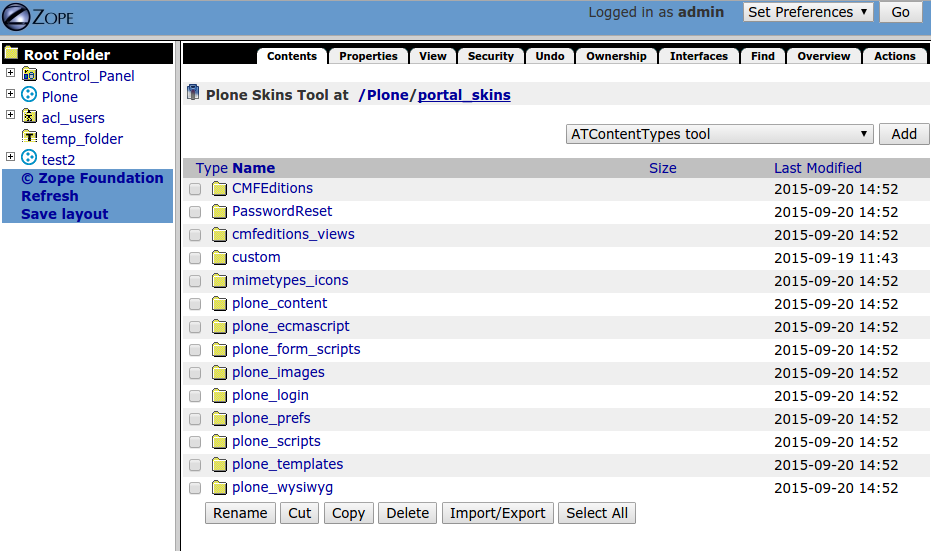 ZOPE
Logged in as admin Set Preferences Go
Root Folder
Control_Panel
Plone
acl_users
temp_folder
test2
© Zope Foundation
Refresh
Save layout
Contents Properties View Security Undo Ownership Interfaces Find Overview Actions
Plone Skins Tool at /Plone/portal_skins
ATContentTypes tool Add
Type Name Size Last Modified
CMFEditions 2015-09-20 14:52
PasswordReset 2015-09-20 14:52
cmfeditions_views 2015-09-20 14:52
custom 2015-09-19 11:43
mimetypes_icons 2015-09-20 14:52
plone_content 2015-09-20 14:52
plone_ecmascript 2015-09-20 14:52
plone_form_scripts 2015-09-20 14:52
plone_images 2015-09-20 14:52
plone_login 2015-09-20 14:52
plone_prefs 2015-09-20 14:52
plone_scripts 2015-09-20 14:52
plone_templates 2015-09-20 14:52
plone_wysiwyg 2015-09-20 14:52
Rename Cut Copy Delete Import/Export Select All